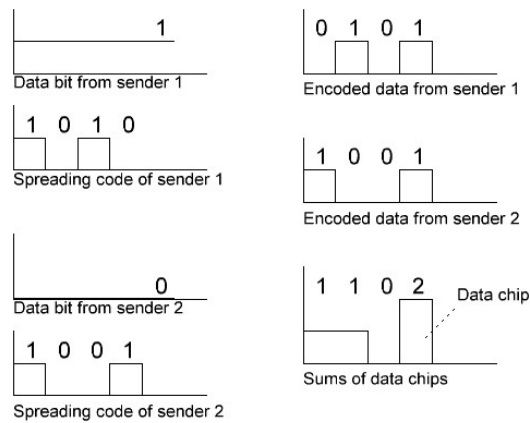 1
Data bit from sender 1
1 0 1 0
Spreading code of sender 1
0
Data bit from sender 2
1 0 0 1
Spreading code of sender 2
0 1 0 1
Encoded data from sender 1
1 0 0 1
Encoded data from sender 2
1 1 0 2
Data chip
Sums of data chips